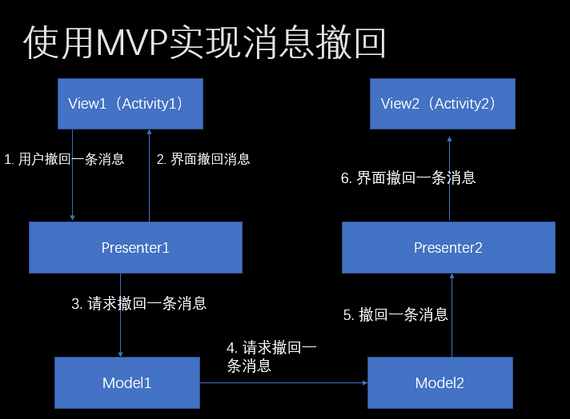 使用MVP实现消息撤回
View1（Activity1）
View2（Activity2）
1. 用户撤回一条消息
2. 界面撤回消息
6. 界面撤回一条消息
Presenter1
Presenter2
3. 请求撤回一条消息
5. 撤回一条消息
4. 请求撤回一
条消息
Model1
Model2